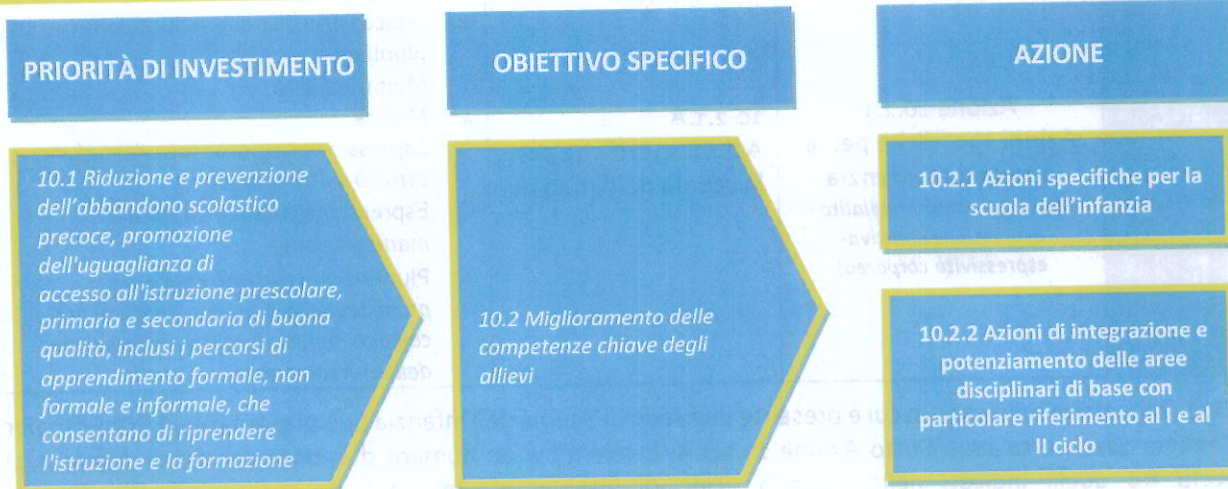 PRIORITÀ DI INVESTIMENTO
OBIETTIVO SPECIFICO
AZIONE
10.1 Riduzione e prevenzione
dell'abbandono scolastico
precoce, promozione
dell'uguaglianza di
accesso all'istruzione prescolare,
primaria e secondaria di buona
qualità, inclusi i percorsi di
apprendimento formale, non
formale e informale, che
consentano di riprendere
l'istruzione e la formazione
10.2 Miglioramento delle
competenze chiave degli
allievi
10.2.1 Azioni specifiche per la
scuola dell'infanzia
10.2.2 Azioni di integrazione e
potenziamento delle aree
disciplinari di base con
particolare riferimento al I e al
II ciclo